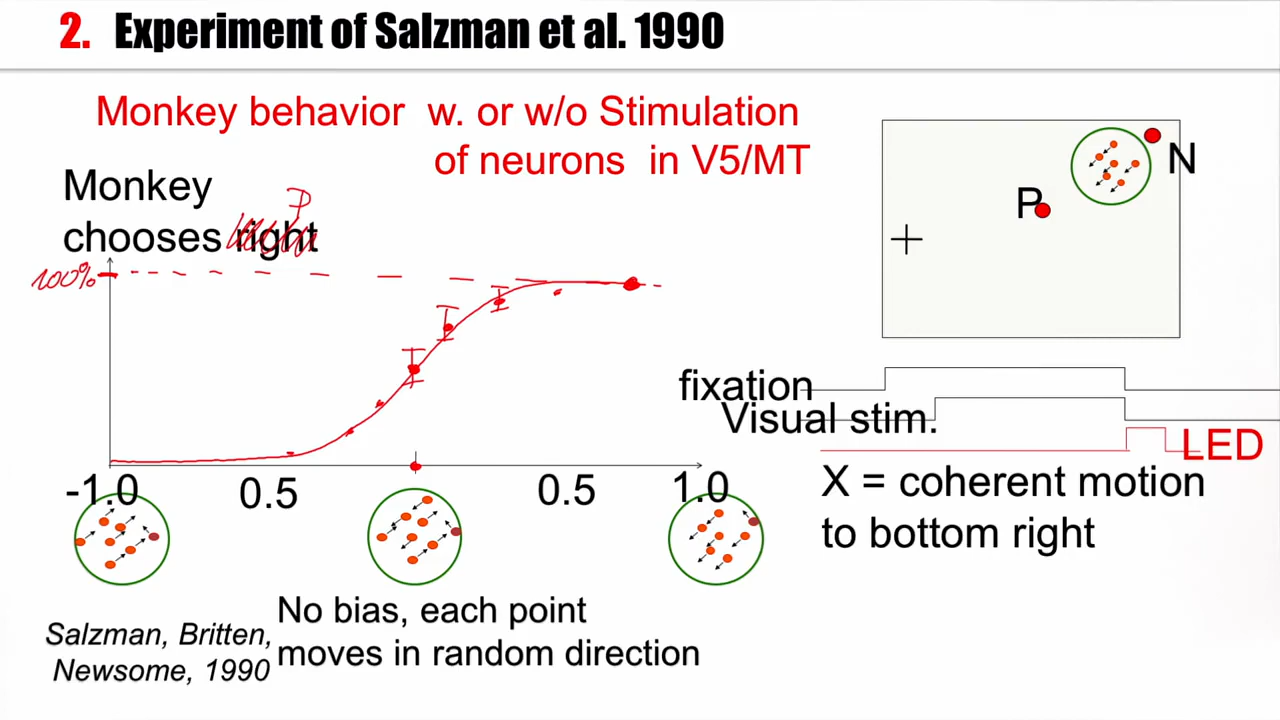 2. Experiment of Salzman et al. 1990
Monkey behavior w. or w/o Stimulation
of neurons in V5/MT
Monkey
P
chooses right
100%
N
P
fixation
Visual stim.
LED
-1.0 0.5 0.5 1.0
X = coherent motion
to bottom right
No bias, each point
moves in random direction
Salzman, Britten,
Newsome, 1990